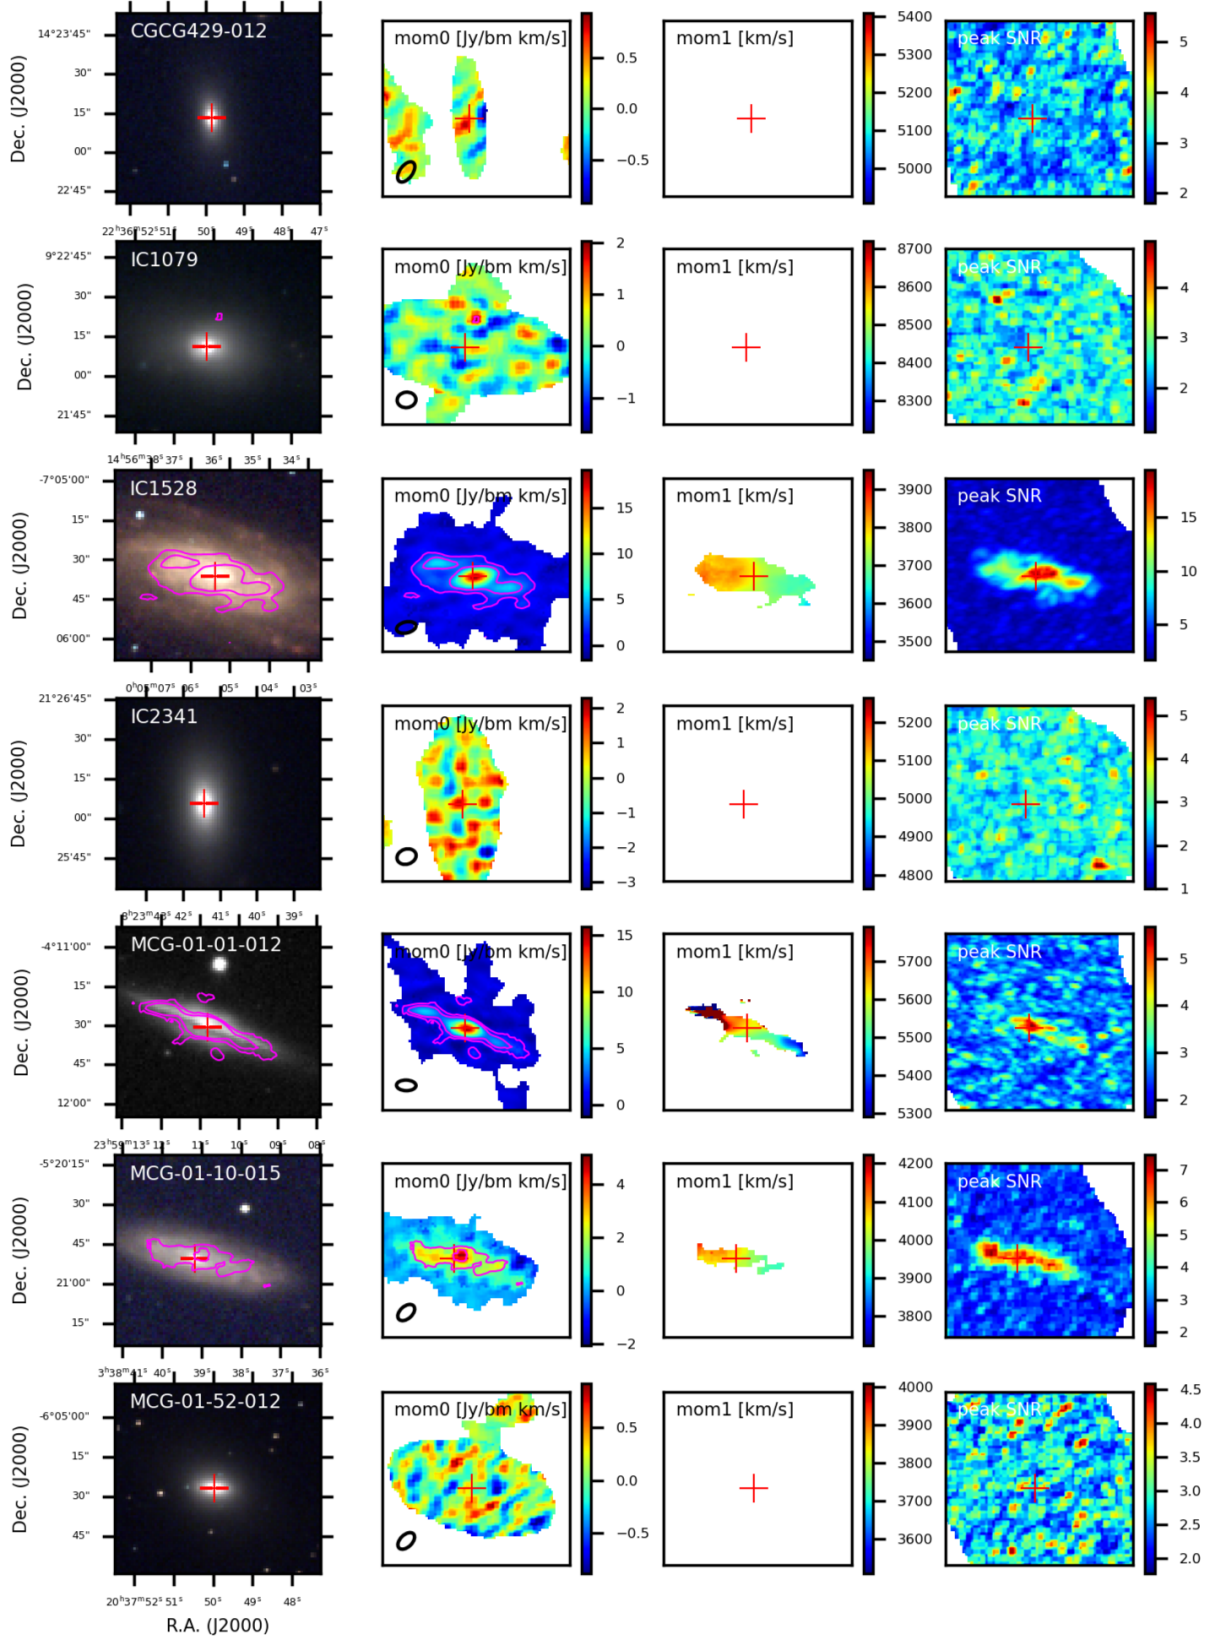 CGCG429-012
mom0 [Jy/bm km/s]
mom1 [km/s]
peak SNR
Dec. (J2000)
14°23'45"
30"
15"
00"
22'45"
0.5
0.0
−0.5
5400
5300
5200
5100
5000
5
4
3
2
22ʰ36ᵐ52ˢ51ˢ 50ˢ 49ˢ 48ˢ 47ˢ
IC1079
mom0 [Jy/bm km/s]
mom1 [km/s]
peak SNR
Dec. (J2000)
9°22'45"
30"
15"
00"
21'45"
2
1
0
−1
8700
8600
8500
8400
8300
4
3
2
14ʰ56ᵐ38ˢ 37ˢ 36ˢ 35ˢ 34ˢ
IC1528
mom0 [Jy/bm km/s]
mom1 [km/s]
peak SNR
Dec. (J2000)
-7°05'00"
15"
30"
45"
06'00"
15
10
5
0
3900
3800
3700
3600
3500
15
10
5
0ʰ05ᵐ07ˢ 06ˢ 05ˢ 04ˢ 03ˢ
IC2341
mom0 [Jy/bm km/s]
mom1 [km/s]
peak SNR
Dec. (J2000)
21°26'45"
30"
15"
00"
25'45"
2
1
0
−1
−2
−3
5200
5100
5000
4900
4800
5
4
3
2
1
8ʰ23ᵐ43ˢ 42ˢ 41ˢ 40ˢ 39ˢ
MCG-01-01-012
mom0 [Jy/bm km/s]
mom1 [km/s]
peak SNR
Dec. (J2000)
-4°11'00"
15"
30"
45"
12'00"
15
10
5
0
5700
5600
5500
5400
5300
5
4
3
2
23ʰ59ᵐ13ˢ 12ˢ 11ˢ 10ˢ 09ˢ 08ˢ
MCG-01-10-015
mom0 [Jy/bm km/s]
mom1 [km/s]
peak SNR
Dec. (J2000)
-5°20'15"
30"
45"
21'00"
15"
4
2
0
−2
4200
4100
4000
3900
3800
7
6
5
4
3
2
3ʰ38ᵐ41ˢ 40ˢ 39ˢ 38ˢ 37ˢ 36ˢ
MCG-01-52-012
mom0 [Jy/bm km/s]
mom1 [km/s]
peak SNR
Dec. (J2000)
-6°05'00"
15"
30"
45"
0.5
0.0
−0.5
4000
3900
3800
3700
3600
4.5
4.0
3.5
3.0
2.5
2.0
20ʰ37ᵐ52ˢ 51ˢ 50ˢ 49ˢ 48ˢ
R.A. (J2000)